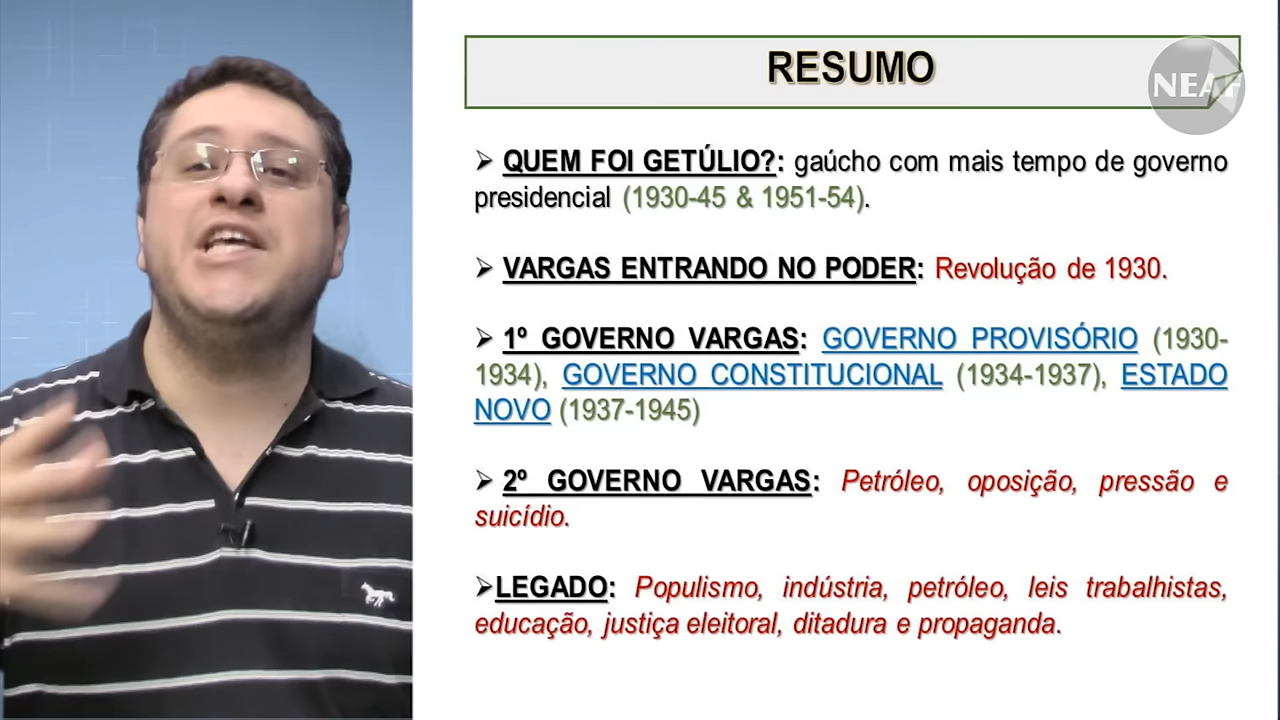 RESUMO
NEAF
➢ QUEM FOI GETÚLIO?: gaúcho com mais tempo de governo
presidencial (1930-45 & 1951-54).
➢ VARGAS ENTRANDO NO PODER: Revolução de 1930.
➢ 1º GOVERNO VARGAS: GOVERNO PROVISÓRIO (1930-
1934), GOVERNO CONSTITUCIONAL (1934-1937), ESTADO
NOVO (1937-1945)
➢ 2º GOVERNO VARGAS: Petróleo, oposição, pressão e
suicídio.
➢LEGADO: Populismo, indústria, petróleo, leis trabalhistas,
educação, justiça eleitoral, ditadura e propaganda.